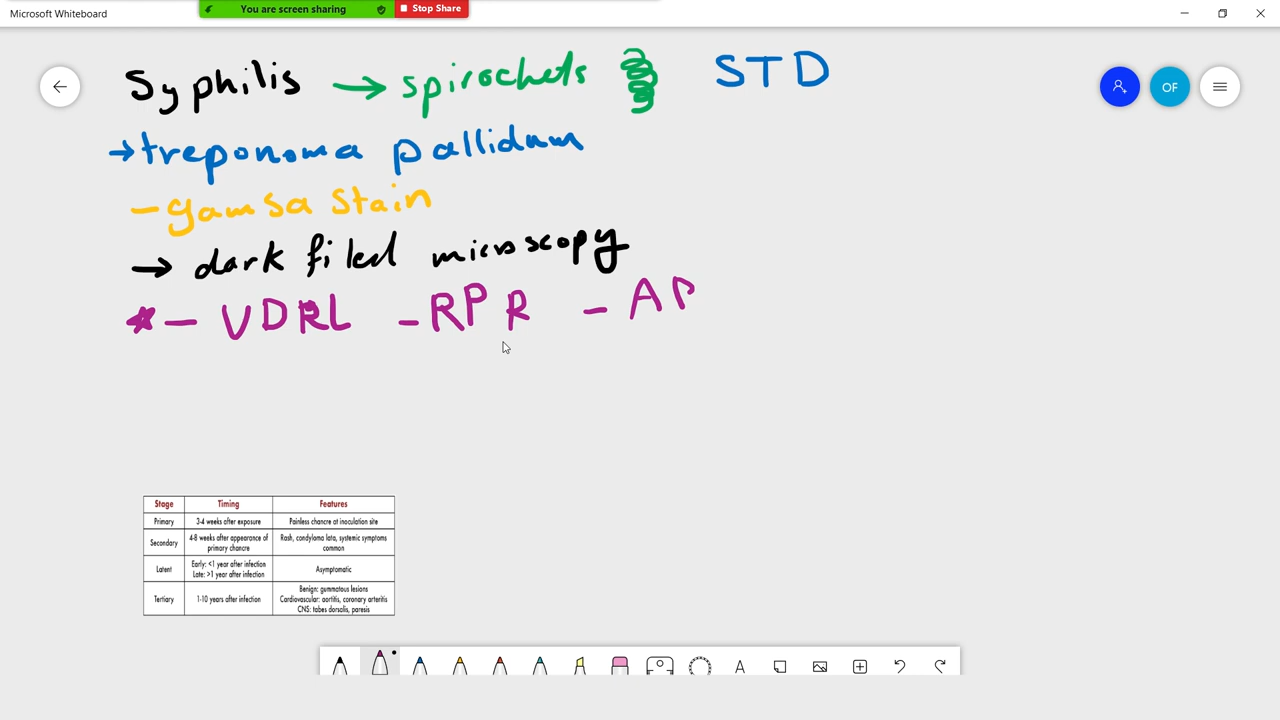 Microsoft Whiteboard
You are screen sharing
Stop Share
Syphilis → spirochets STD
OF
→ treponoma pallidum
- gamsa stain
→ dark filed microscopy
* - VDRL - RPR - AP
Stage Timing Features
Primary 3-4 weeks after exposure Painless chancre at inoculation site
Secondary 4-8 weeks after appearance of primary chancre Rash, condyloma lata, systemic symptoms common
Latent Early: <1 year after infection Late: >1 year after infection Asymptomatic
Tertiary 1-10 years after infection Benign: gummatous lesions Cardiovascular: aortitis, coronary arteritis CNS: tabes dorsalis, paresis
A